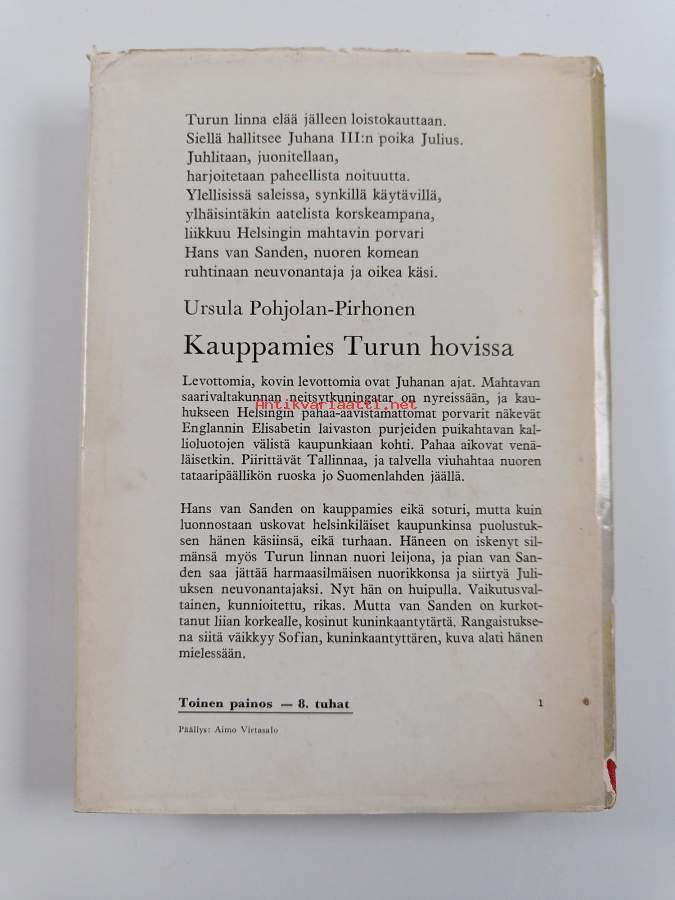 Turun linna elää jälleen loistokauttaan.
Siellä hallitsee Juhana III:n poika Julius.
Juhlitaan, juonitellaan,
harjoitetaan paheellista noituutta.
Ylellisissä saleissa, synkillä käytävillä,
ylhäisintäkin aatelista korskeampana,
liikkuu Helsingin mahtavin porvari
Hans van Sanden, nuoren komean
ruhtinaan neuvonantaja ja oikea käsi.
Ursula Pohjolan-Pirhonen
Kauppamies Turun hovissa
Levottomia, kovin levottomia ovat Juhanan ajat. Mahtavan
saarivaltakunnan neitsytkuningatar on nyreissään, ja kau-
hukseen Helsingin pahaa-aavistamattomat porvarit näkevät
Antikvariaatti.net
Englannin Elisabetin laivaston purjeiden puikahtavan kal-
lioluotojen välistä kaupunkiaan kohti. Pahaa aikovat venä-
läisetkin. Piirittävät Tallinnaa, ja talvella viuhahtaa nuoren
tataaripäällikön ruoska jo Suomenlahden jäällä.
Hans van Sanden on kauppamies eikä soturi, mutta kuin
luonnostaan uskovat helsinkiläiset kaupunkinsa puolustuk-
sen hänen käsiinsä, eikä turhaan. Häneen on iskenyt sil-
mänsä myös Turun linnan nuori leijona, ja pian van San-
den saa jättää harmaasilmäisen nuorikkonsa ja siirtyä Juli-
uksen neuvonantajaksi. Nyt hän on huipulla. Vaikutusval-
tainen, kunnioitettu, rikas. Mutta van Sanden on kurkot-
tanut liian korkealle, kosinut kuninkaantytärtä. Rangaistukse-
na siitä väikkyy Sofian, kuninkaantyttären, kuva alati hänen
mielessään.
Toinen painos — 8. tuhat 1
Päällys: Aimo Virtasalo